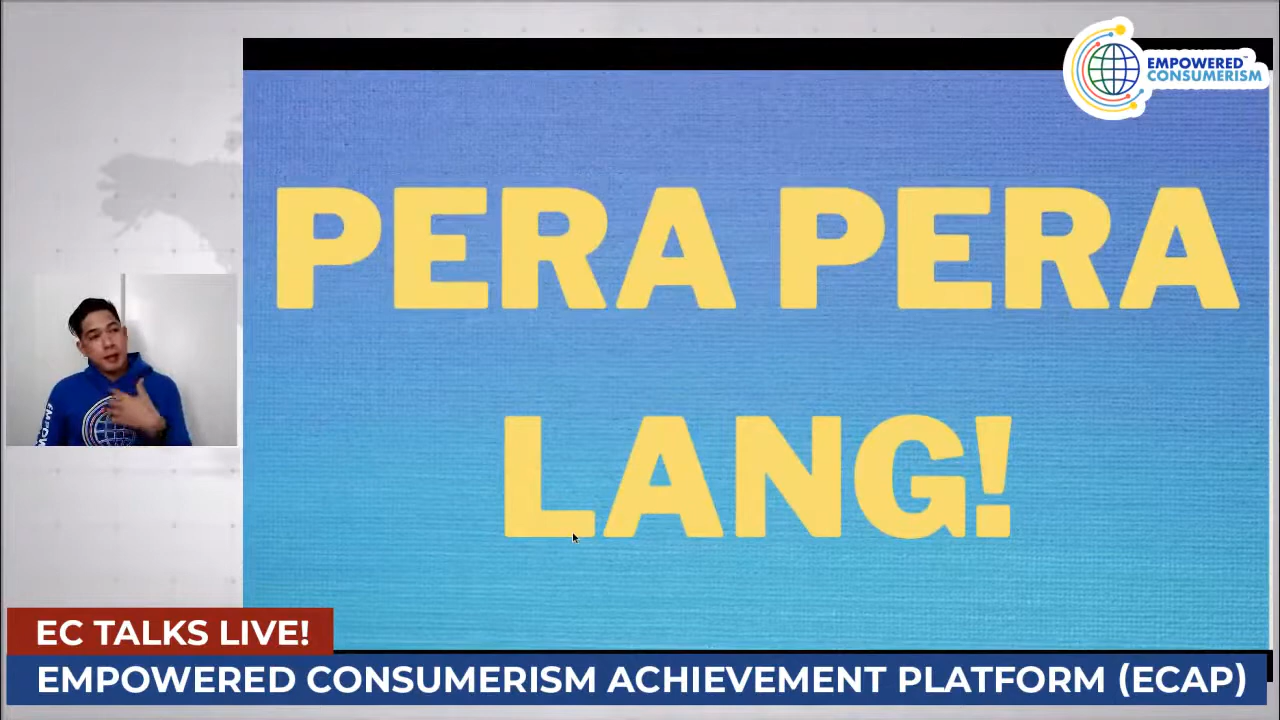 EMPOWERED
CONSUMERISM
PERA PERA
LANG!
EC TALKS LIVE!
EMPOWERED CONSUMERISM ACHIEVEMENT PLATFORM (ECAP)